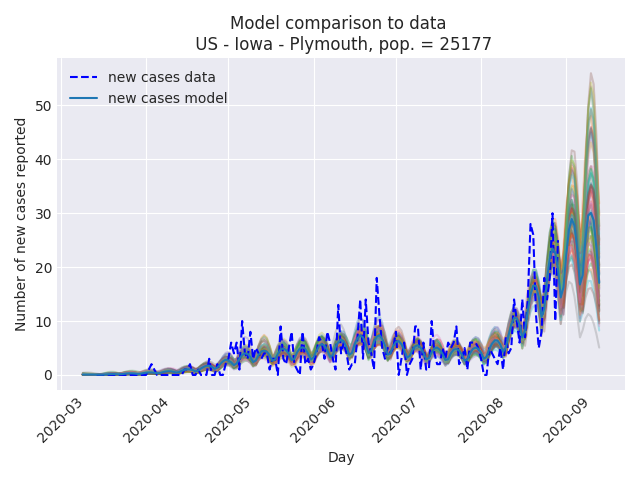 Model comparison to data
US - Iowa - Plymouth, pop. = 25177
new cases data
new cases model
Number of new cases reported
50
40
30
20
10
0
2020-03
2020-04
2020-05
2020-06
2020-07
2020-08
2020-09
Day